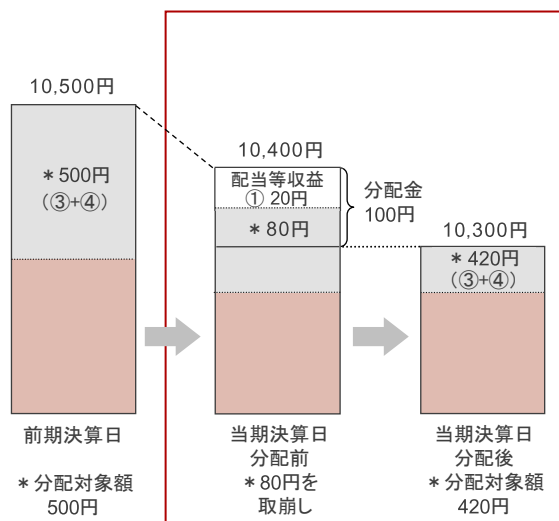 10,500円
＊500円
（③+④）
前期決算日
＊分配対象額
500円
10,400円
配当等収益
① 20円
＊80円
分配金
100円
当期決算日
分配前
＊80円を
取崩し
10,300円
＊420円
（③+④）
当期決算日
分配後
＊分配対象額
420円